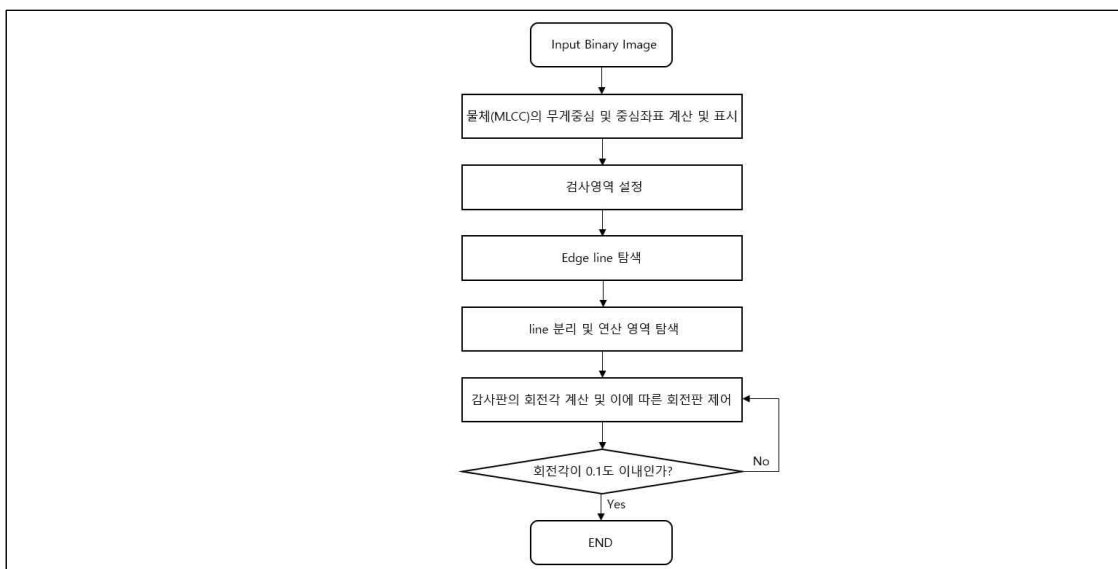 Input Binary Image
물체(MLCC)의 무게중심 및 중심좌표 계산 및 표시
검사영역 설정
Edge line 탐색
line 분리 및 연산 영역 탐색
감사판의 회전각 계산 및 이에 따른 회전판 제어
회전각이 0.1도 이내인가?
No
Yes
END